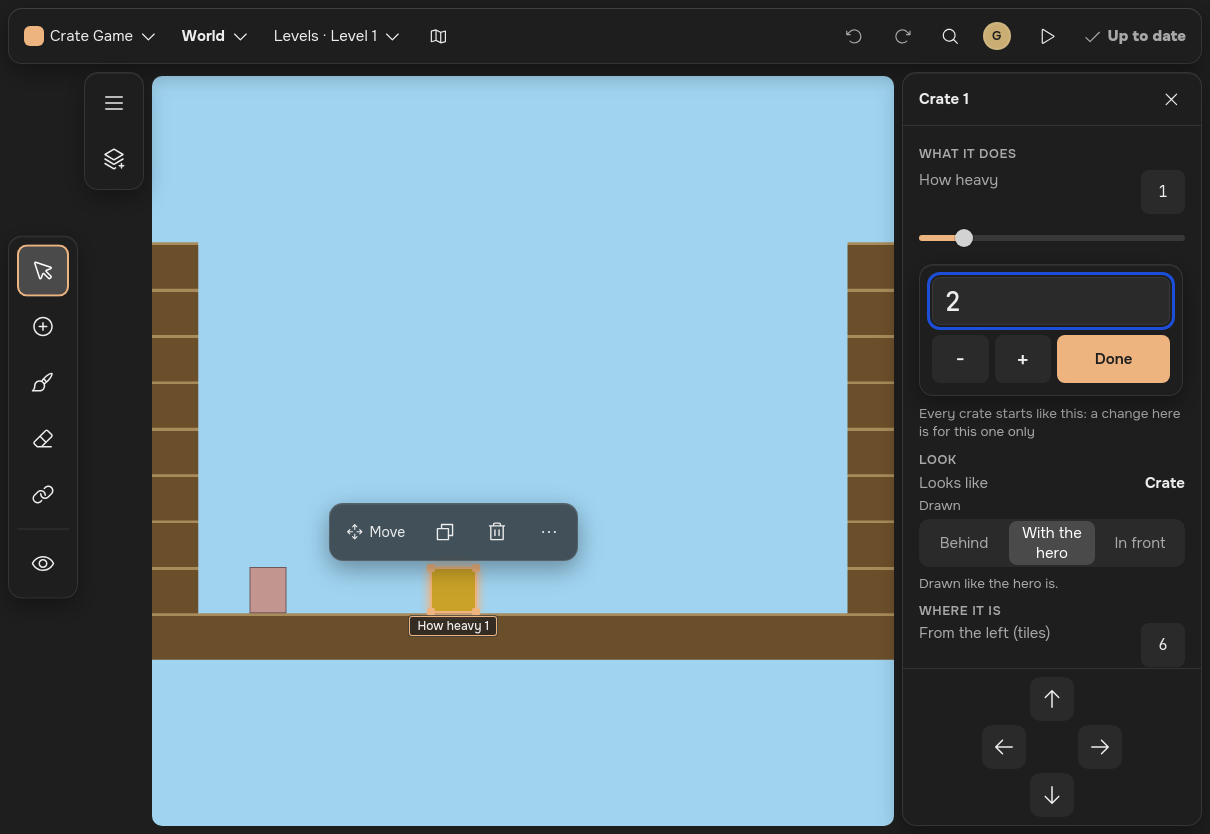 Crate Game
World
Levels · Level 1
G
Up to date
Crate 1
WHAT IT DOES
How heavy
1
2
-
+
Done
Every crate starts like this: a change here
is for this one only
LOOK
Looks like
Crate
Drawn
Behind
With the
hero
In front
Drawn like the hero is.
WHERE IT IS
From the left (tiles)
6
Move
How heavy 1